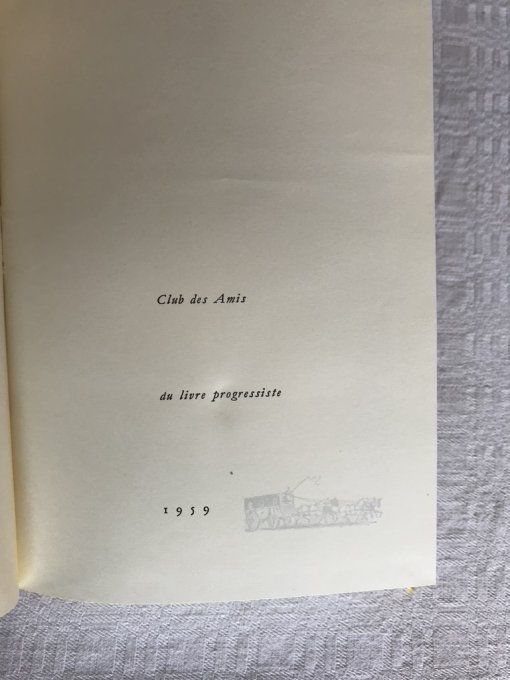 Club des Amis
du livre progressiste
1959